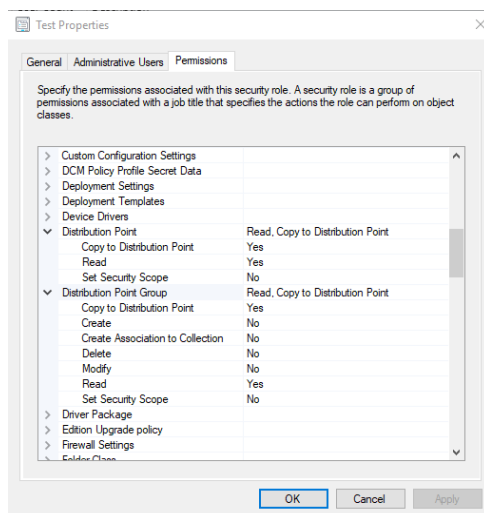 Test Properties
General Administrative Users Permissions
Specify the permissions associated with this security role. A security role is a group of
permissions associated with a job title that specifies the actions the role can perform on object
classes.
Custom Configuration Settings
DCM Policy Profile Secret Data
Deployment Settings
Deployment Templates
Device Drivers
Distribution Point Read, Copy to Distribution Point
Copy to Distribution Point Yes
Read Yes
Set Security Scope No
Distribution Point Group Read, Copy to Distribution Point
Copy to Distribution Point Yes
Create No
Create Association to Collection No
Delete No
Modify No
Read Yes
Set Security Scope No
Driver Package
Edition Upgrade policy
Firewall Settings
Folder Class
OK Cancel Apply